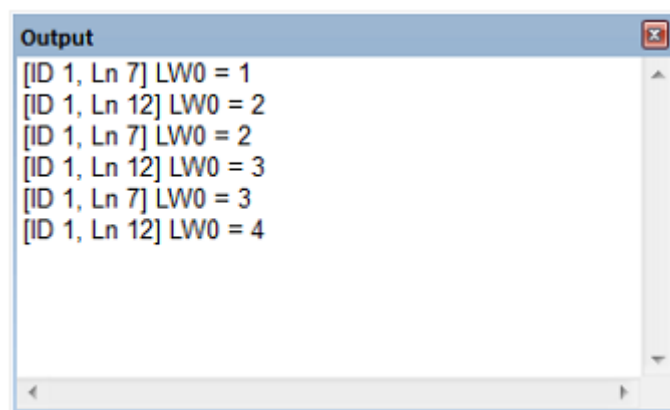 Output
[ID 1, Ln 7] LW0 = 1
[ID 1, Ln 12] LW0 = 2
[ID 1, Ln 7] LW0 = 2
[ID 1, Ln 12] LW0 = 3
[ID 1, Ln 7] LW0 = 3
[ID 1, Ln 12] LW0 = 4